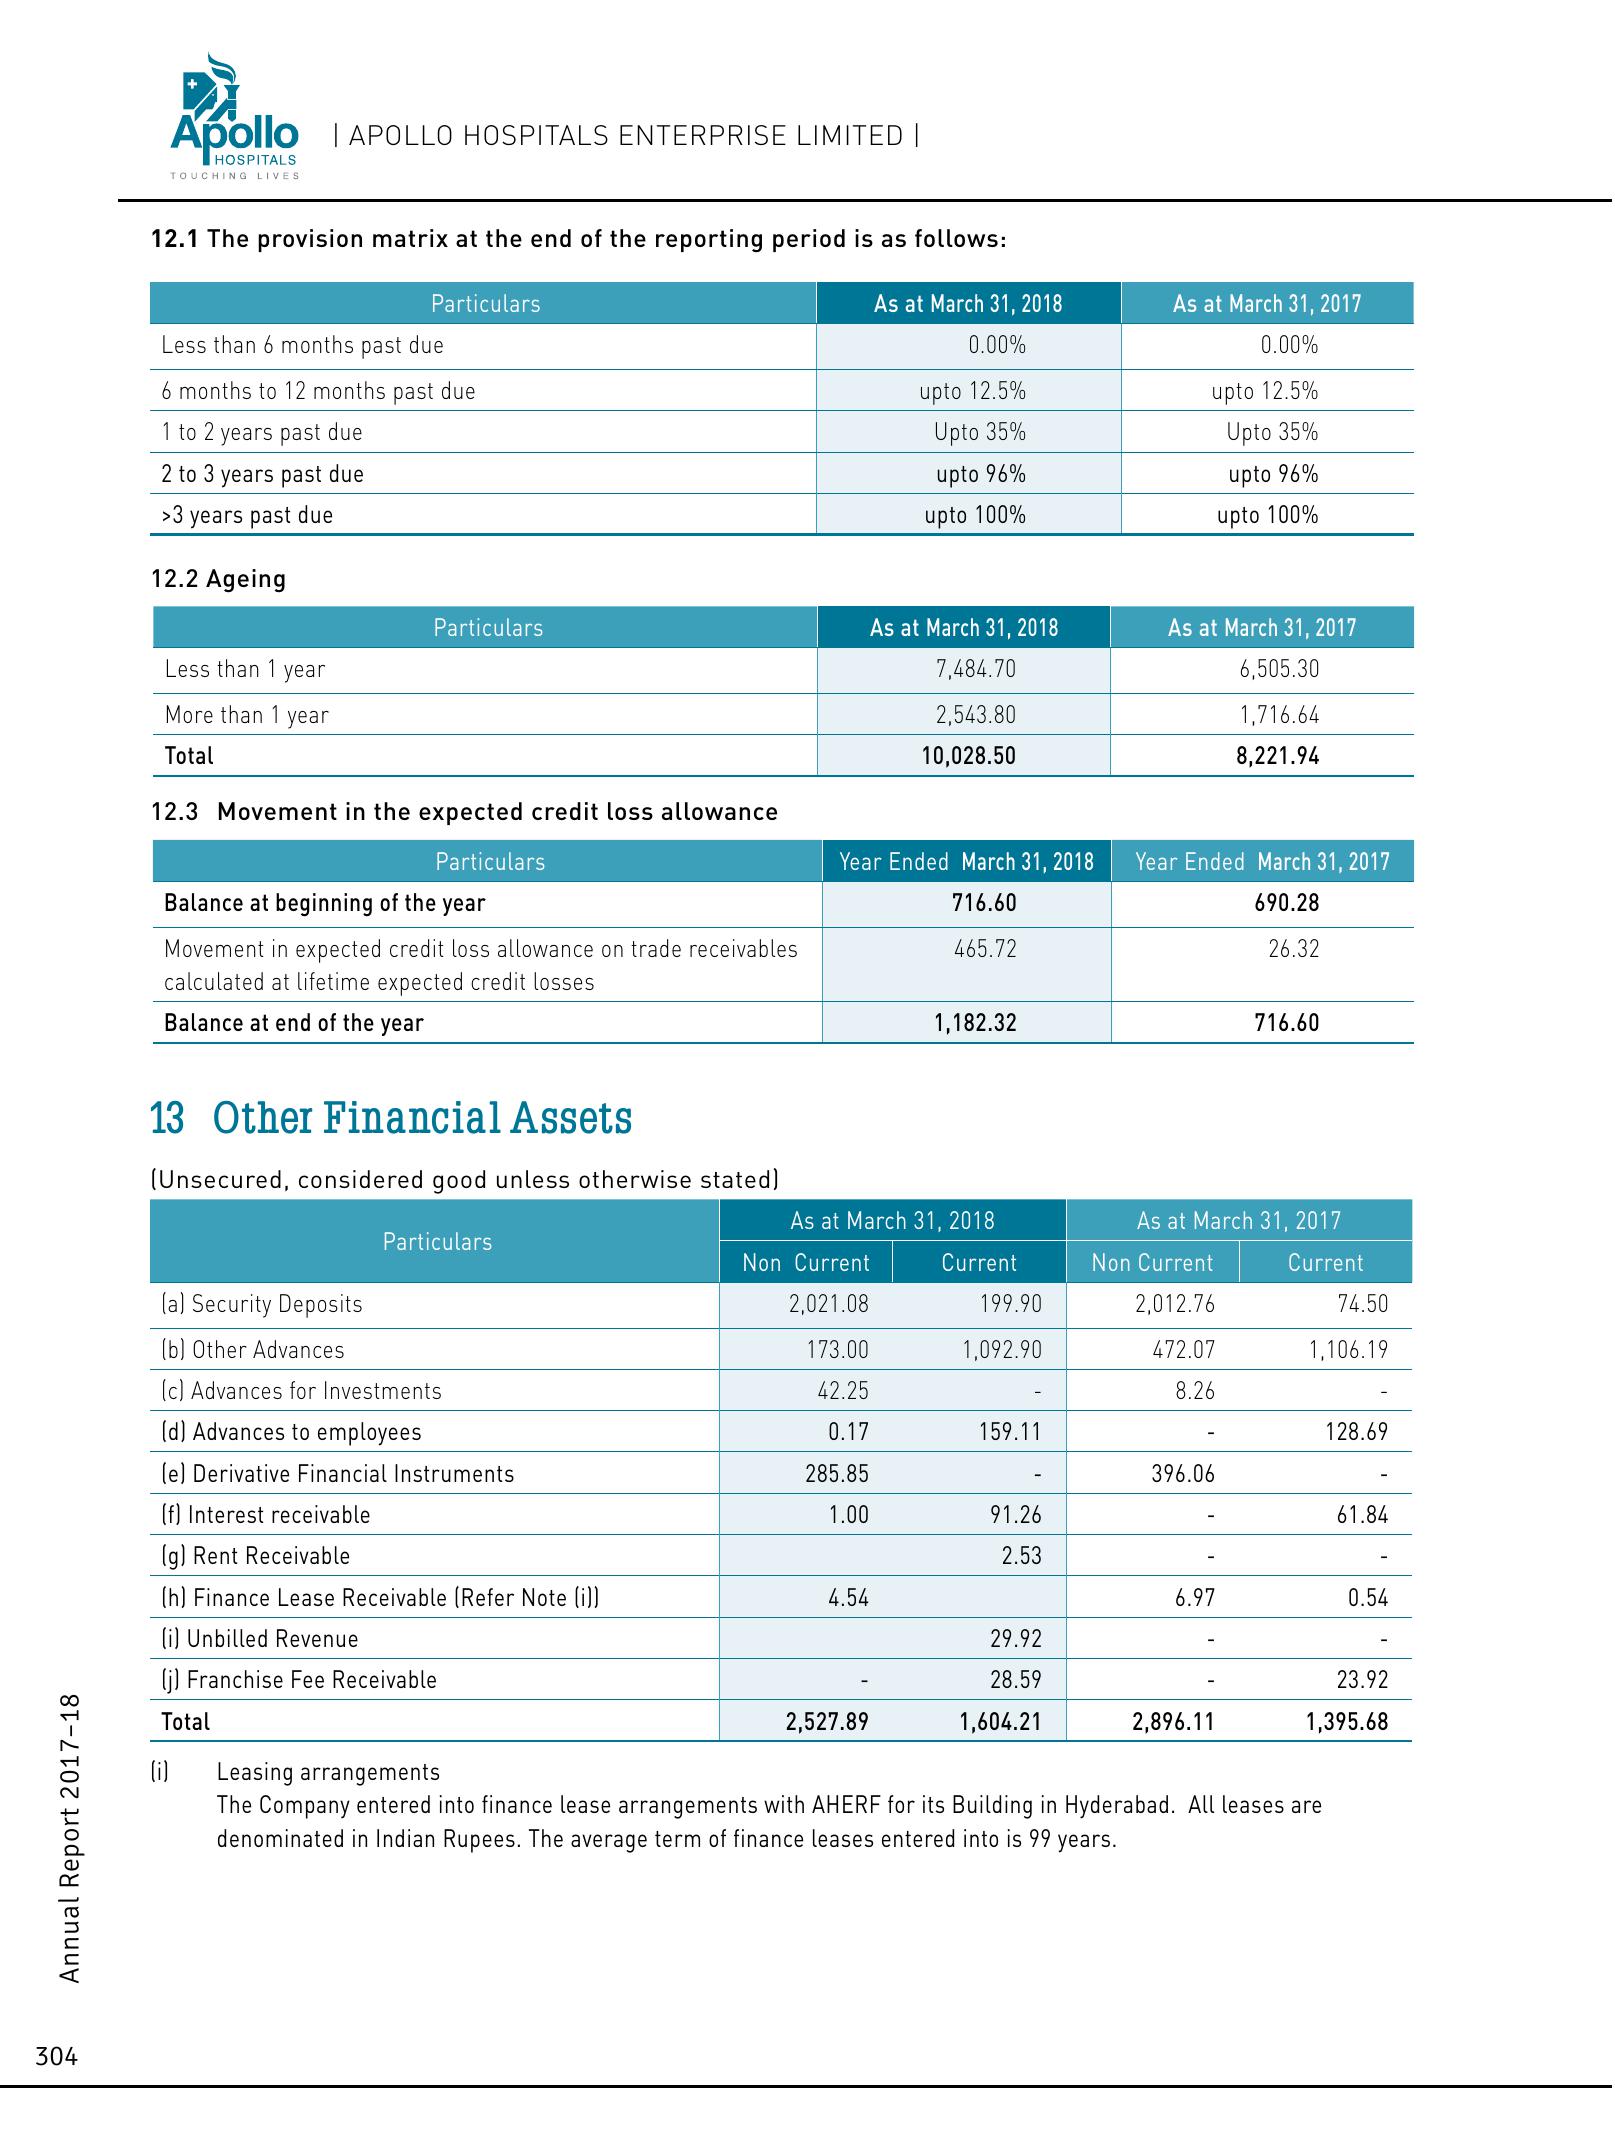 Apollo
HOSPITALS
TOUCHING LIVES
| APOLLO HOSPITALS ENTERPRISE LIMITED |
12.1 The provision matrix at the end of the reporting period is as follows:
Particulars As at March 31, 2018 As at March 31, 2017
Less than 6 months past due 0.00% 0.00%
6 months to 12 months past due upto 12.5% upto 12.5%
1 to 2 years past due Upto 35% Upto 35%
2 to 3 years past due upto 96% upto 96%
>3 years past due upto 100% upto 100%
12.2 Ageing
Particulars As at March 31, 2018 As at March 31, 2017
Less than 1 year 7,484.70 6,505.30
More than 1 year 2,543.80 1,716.64
Total 10,028.50 8,221.94
12.3 Movement in the expected credit loss allowance
Particulars Year Ended March 31, 2018 Year Ended March 31, 2017
Balance at beginning of the year 716.60 690.28
Movement in expected credit loss allowance on trade receivables 465.72 26.32
calculated at lifetime expected credit losses
Balance at end of the year 1,182.32 716.60
13 Other Financial Assets
(Unsecured, considered good unless otherwise stated)
Particulars As at March 31, 2018 As at March 31, 2017
Non Current Current Non Current Current
(a) Security Deposits 2,021.08 199.90 2,012.76 74.50
(b) Other Advances 173.00 1,092.90 472.07 1,106.19
(c) Advances for Investments 42.25 - 8.26 -
(d) Advances to employees 0.17 159.11 - 128.69
(e) Derivative Financial Instruments 285.85 - 396.06 -
(f) Interest receivable 1.00 91.26 - 61.84
(g) Rent Receivable 2.53 - -
(h) Finance Lease Receivable (Refer Note (i)) 4.54 6.97 0.54
(i) Unbilled Revenue 29.92 - -
(j) Franchise Fee Receivable - 28.59 - 23.92
Total 2,527.89 1,604.21 2,896.11 1,395.68
(i) Leasing arrangements
The Company entered into finance lease arrangements with AHERF for its Building in Hyderabad. All leases are
denominated in Indian Rupees. The average term of finance leases entered into is 99 years.
Annual Report 2017–18
304